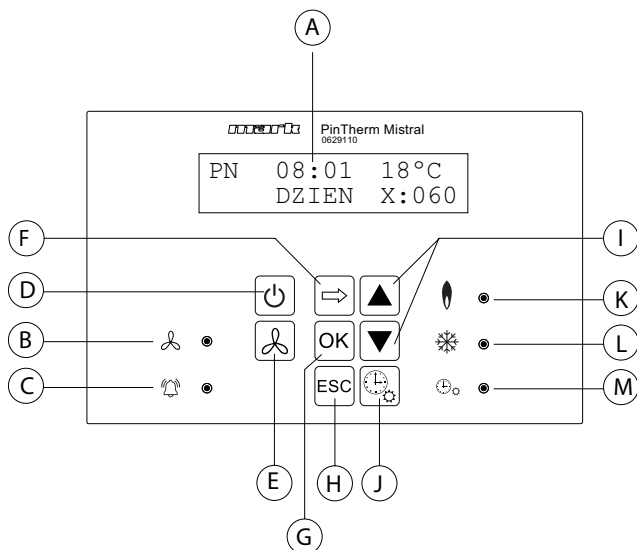 A
mark PinTherm Mistral
0629110
PN 08:01 18°C
DZIEN X:060
F
I
D
K
B
OK
L
C
ESC
M
E
H
J
G